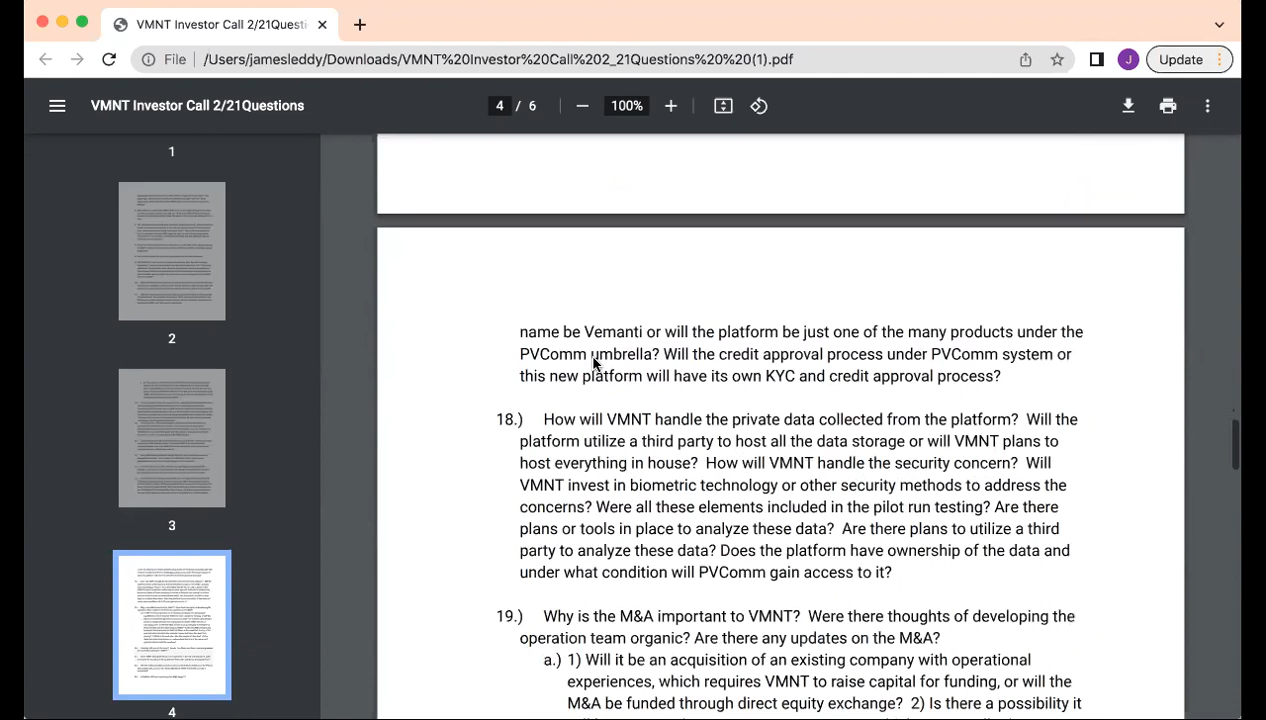 VMNT Investor Call 2/21Questi
Update
File
/Users/jamesleddy/Downloads/VMNT%20Investor%20Call%202_21Questions%20%20(1).pdf
J
VMNT Investor Call 2/21Questions
4 / 6
100%
1
2
3
4
name be Vemanti or will the platform be just one of the many products under the
PVComm umbrella? Will the credit approval process under PVComm system or
this new platform will have its own KYC and credit approval process?
18.) How will VMNT handle the private data collected from the platform? Will the
platform utilize a third party to host all the data storage or will VMNT plans to
host everything in house? How will VMNT handle the security concern? Will
VMNT invest in biometric technology or other security methods to address the
concerns? Were all these elements included in the pilot run testing? Are there
plans or tools in place to analyze these data? Are there plans to utilize a third
party to analyze these data? Does the platform have ownership of the data and
under what condition will PVComm gain access to it?
19.) Why is the M&A important to VMNT? Were there thoughts of developing the
operation team organic? Are there any updates on the M&A?
a.) 1) Will it be an acquisition of an existing company with operational
experiences, which requires VMNT to raise capital for funding, or will the
M&A be funded through direct equity exchange? 2) Is there a possibility it